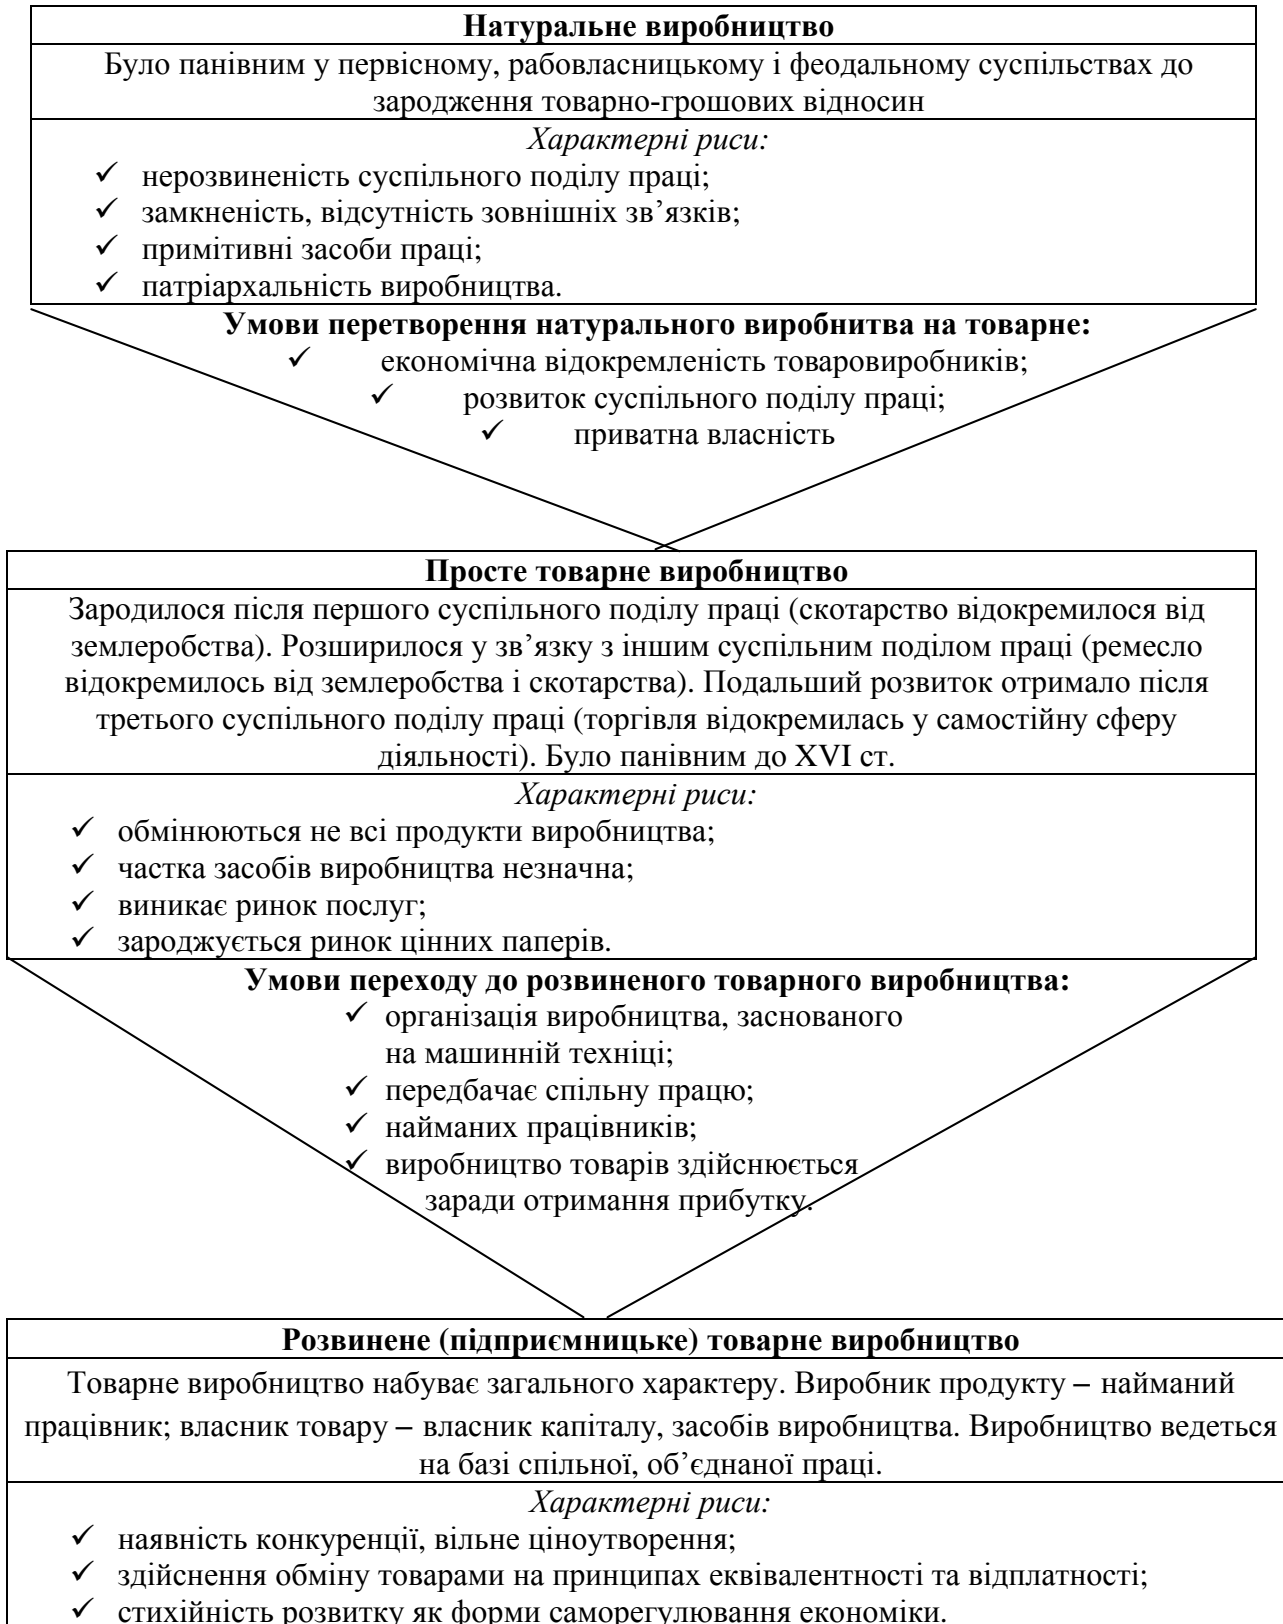 Натуральне виробництво
Було панівним у первісному, рабовласницькому і феодальному суспільствах до
зародження товарно-грошових відносин
Характерні риси:
✓ нерозвиненість суспільного поділу праці;
✓ замкненість, відсутність зовнішніх зв’язків;
✓ примітивні засоби праці;
✓ патріархальність виробництва.
Умови перетворення натурального виробнитва на товарне:
✓ економічна відокремленість товаровиробників;
✓ розвиток суспільного поділу праці;
✓ приватна власність
Просте товарне виробництво
Зародилося після першого суспільного поділу праці (скотарство відокремилося від
землеробства). Розширилося у зв’язку з іншим суспільним поділом праці (ремесло
відокремилось від землеробства і скотарства). Подальший розвиток отримало після
третього суспільного поділу праці (торгівля відокремилась у самостійну сферу
діяльності). Було панівним до XVI ст.
Характерні риси:
✓ обмінюються не всі продукти виробництва;
✓ частка засобів виробництва незначна;
✓ виникає ринок послуг;
✓ зароджується ринок цінних паперів.
Умови переходу до розвиненого товарного виробництва:
✓ організація виробництва, заснованого
на машинній техніці;
✓ передбачає спільну працю;
✓ найманих працівників;
✓ виробництво товарів здійснюється
заради отримання прибутку.
Розвинене (підприємницьке) товарне виробництво
Товарне виробництво набуває загального характеру. Виробник продукту – найманий
працівник; власник товару – власник капіталу, засобів виробництва. Виробництво ведеться
на базі спільної, об’єднаної праці.
Характерні риси:
✓ наявність конкуренції, вільне ціноутворення;
✓ здійснення обміну товарами на принципах еквівалентності та відплатності;
✓ стихійність розвитку як форми саморегулювання економіки.